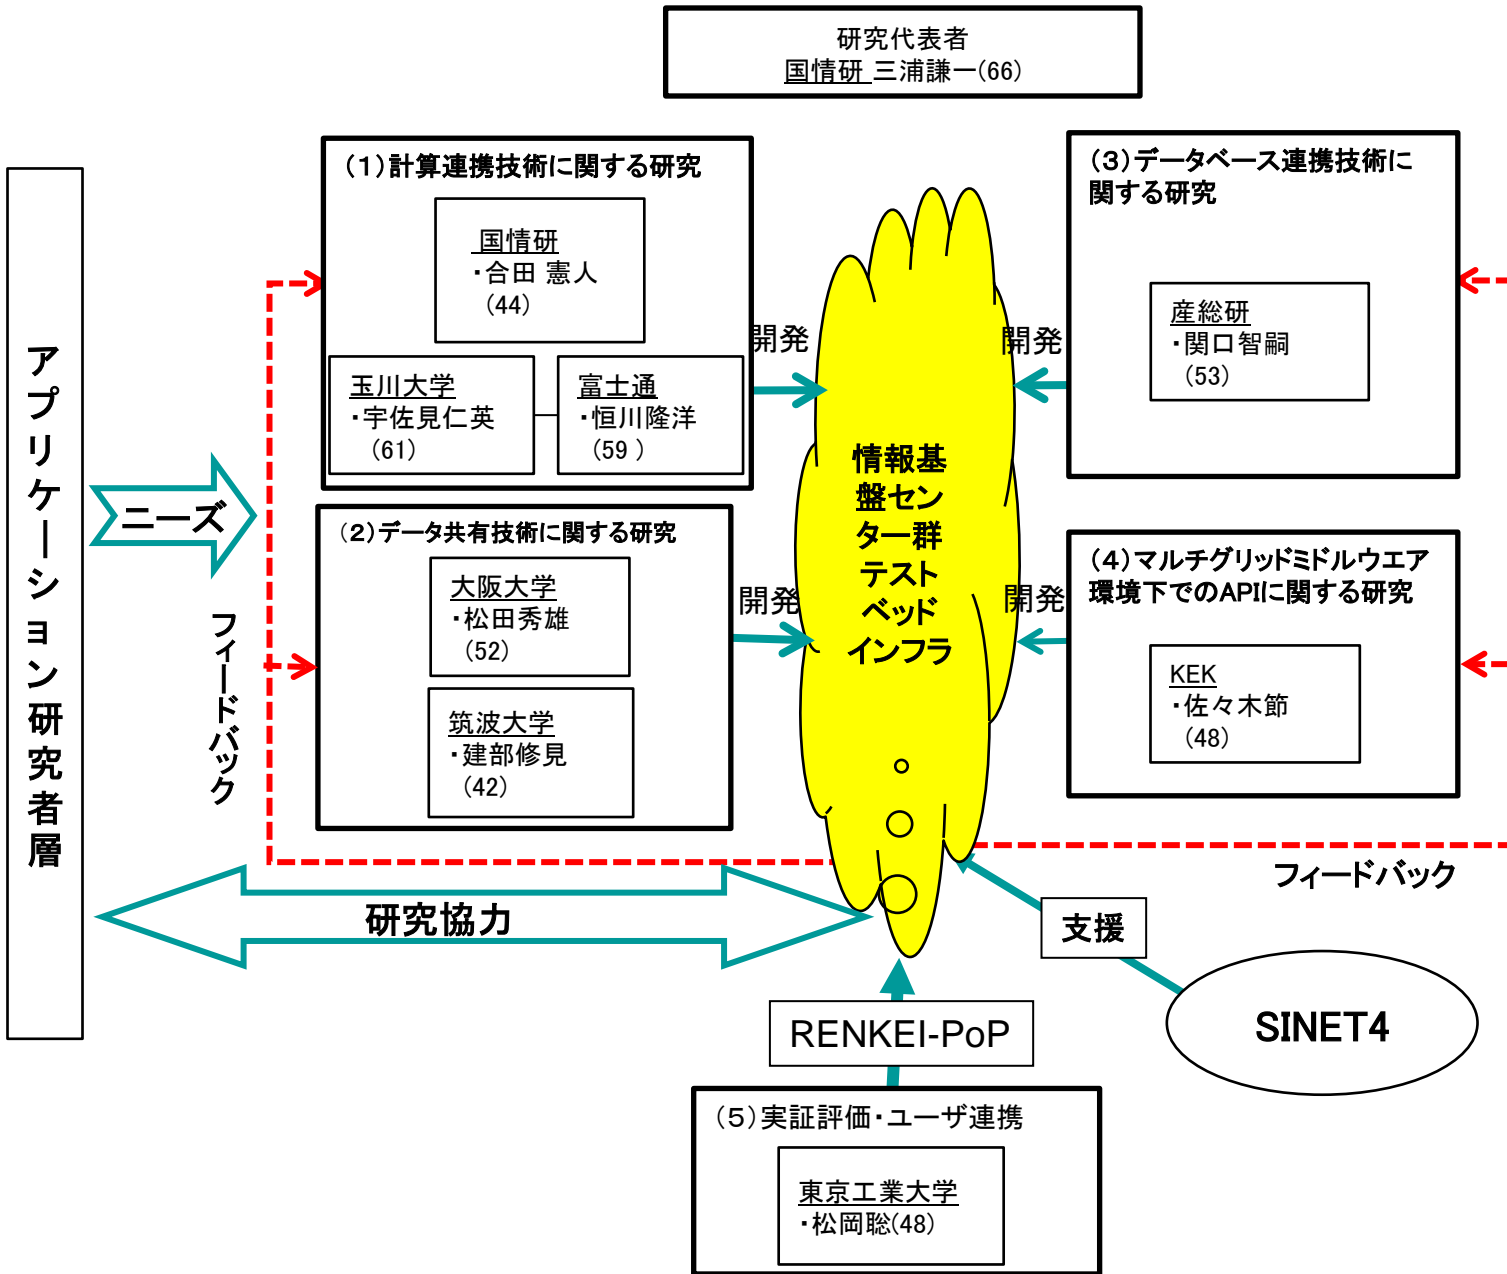 研究代表者
国情研 三浦謙一(66)
(1)計算連携技術に関する研究
国情研
・合田 憲人
(44)
玉川大学
・宇佐見仁英
(61)
富士通
・恒川隆洋
(59 )
(2)データ共有技術に関する研究
大阪大学
・松田秀雄
(52)
筑波大学
・建部修見
(42)
(3)データベース連携技術に
関する研究
産総研
・関口智嗣
(53)
(4)マルチグリッドミドルウエア
環境下でのAPIに関する研究
KEK
・佐々木節
(48)
アプリケーション研究者層
ニーズ
フィードバック
開発
開発
開発
開発
情報基
盤セン
ター群
テスト
ベッド
インフラ
フィードバック
研究協力
支援
SINET4
RENKEI-PoP
(5)実証評価・ユーザ連携
東京工業大学
・松岡聡(48)